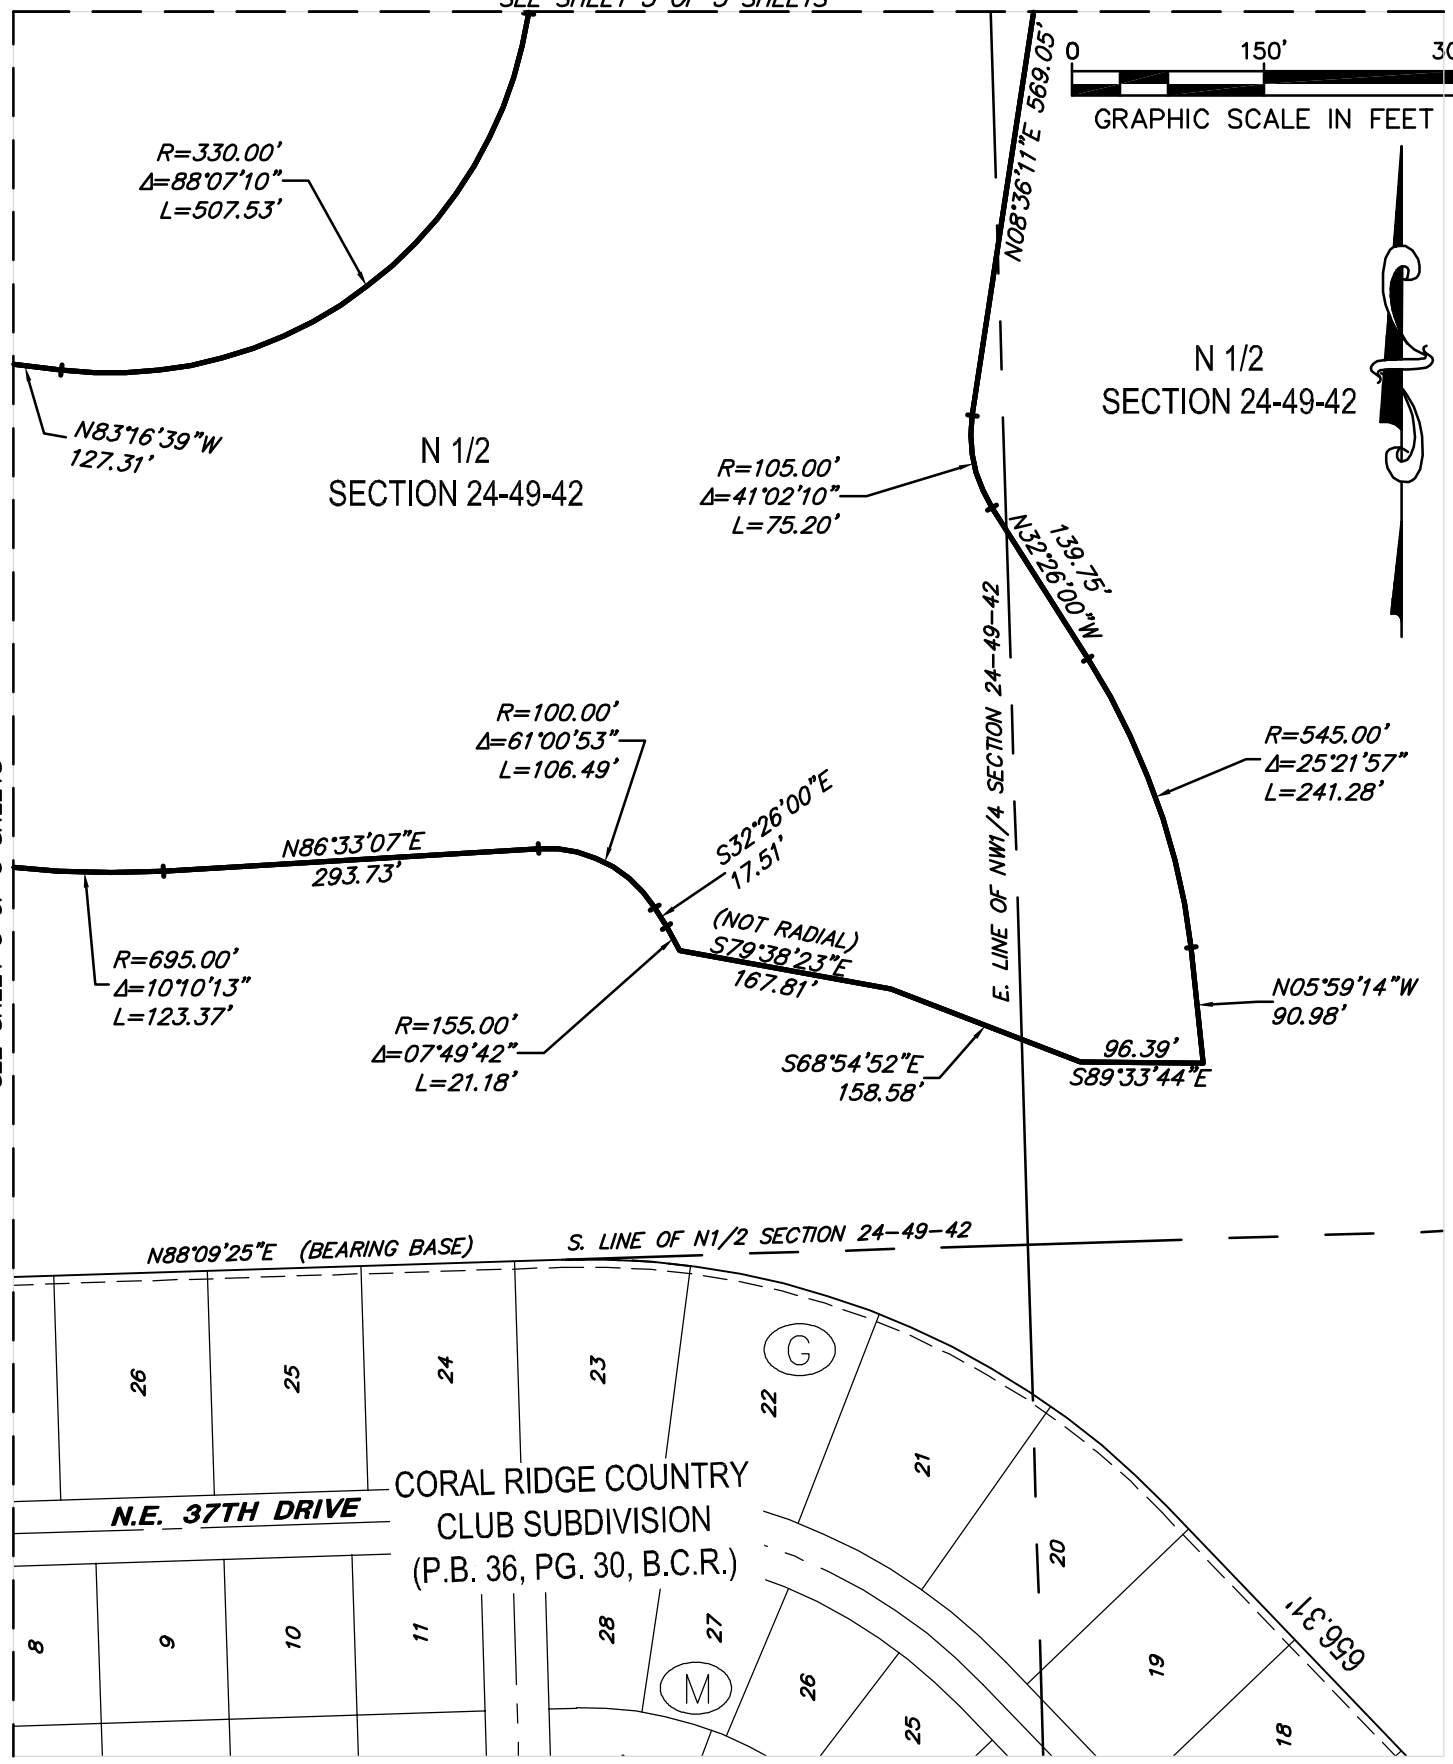 SEE SHEET 3 OF 5 SHEETS
0 150'
GRAPHIC SCALE IN FEET
N08°36'11"E 569.05'
R=330.00'
Δ=88°07'10"
L=507.53'
N83°16'39"W
127.31'
N 1/2
SECTION 24-49-42
N 1/2
SECTION 24-49-42
R=105.00'
Δ=41°02'10"
L=75.20'
139.75'
N32°26'00"W
E. LINE OF NW1/4 SECTION 24-49-42
R=100.00'
Δ=61°00'53"
L=106.49'
R=545.00'
Δ=25°21'57"
L=241.28'
S32°26'00"E
17.51'
N86°33'07"E
293.73'
(NOT RADIAL)
S79°38'23"E
167.81'
R=695.00'
Δ=10°10'13"
L=123.37'
R=155.00'
Δ=07°49'42"
L=21.18'
N05°59'14"W
90.98'
S68°54'52"E
158.58'
96.39'
S89°33'44"E
N88°09'25"E (BEARING BASE)
S. LINE OF N1/2 SECTION 24-49-42
26
25
24
23
G
22
21
20
19
18
656.31'
CORAL RIDGE COUNTRY
CLUB SUBDIVISION
(P.B. 36, PG. 30, B.C.R.)
N.E. 37TH DRIVE
8
9
10
11
28
27
M
26
25